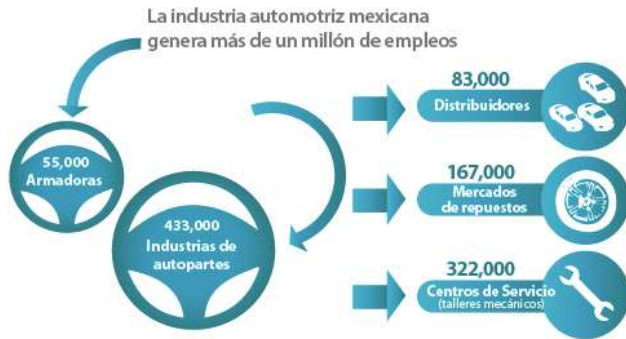 La industria automotriz mexicana
genera más de un millón de empleos
55,000
Armadoras
433,000
Industrias de
autopartes
83,000
Distribuidores
167,000
Mercados
de repuestos
322,000
Centros de Servicio
(talleres mecánicos)